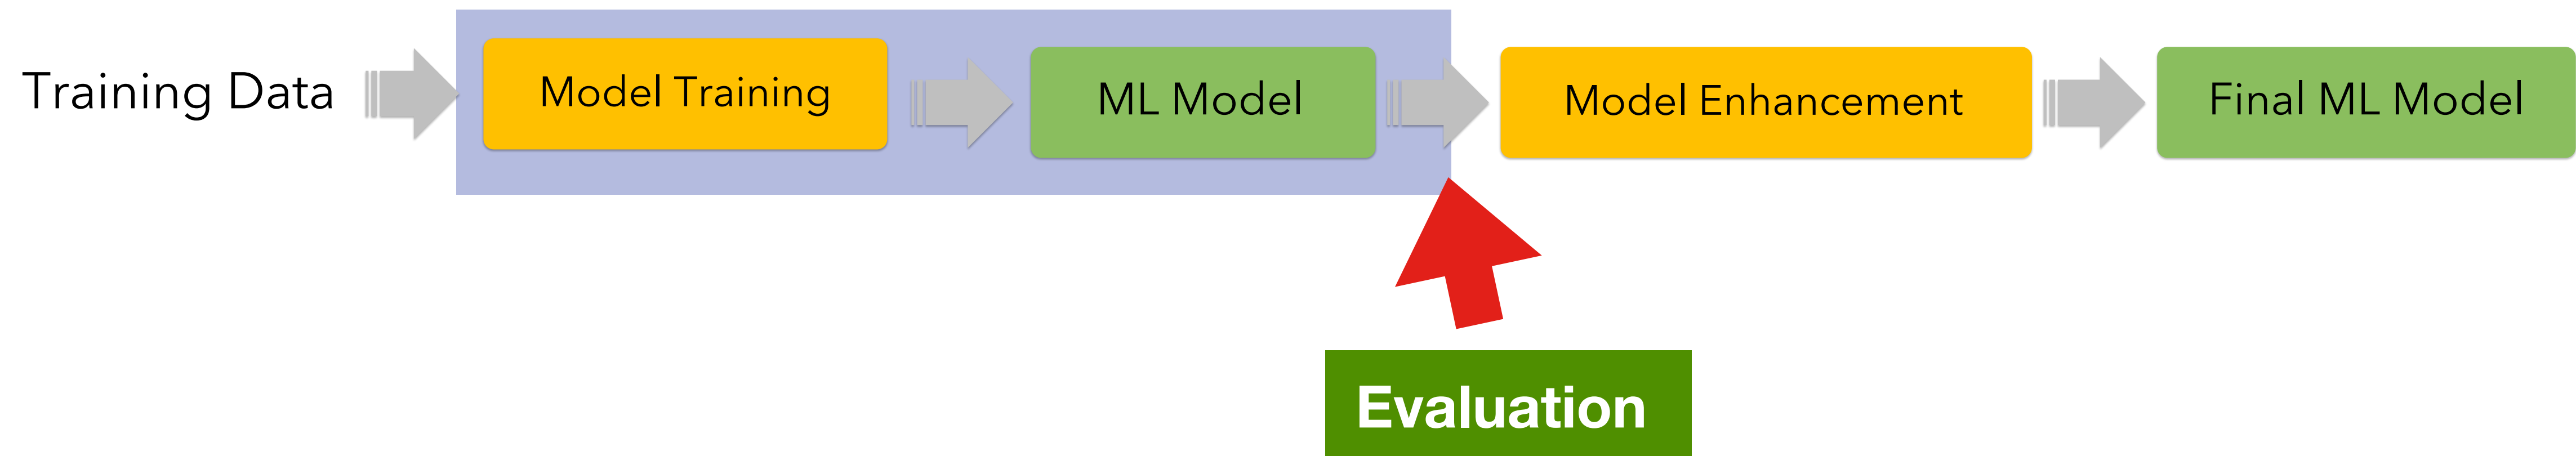 Training Data
Model Training
ML Model
Model Enhancement
Final ML Model
Evaluation